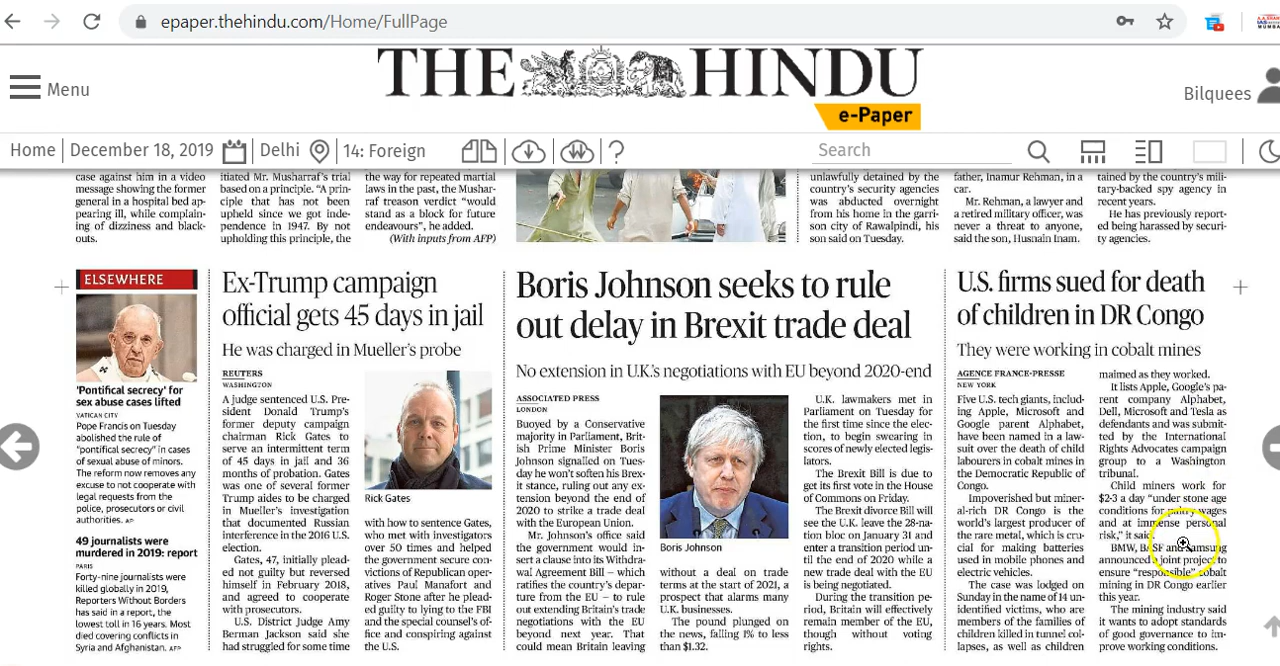 epaper.thehindu.com/Home/FullPage
THE HINDU
e-Paper
Menu
Bilquees
Home
December 18, 2019
Delhi
14: Foreign
?
Search
case against him in a video
message showing the former
general in a hospital bed ap-
pearing ill, while complain-
ing of dizziness and black-
outs.
itiated Mr. Musharraf's trial
based on a principle. "A prin-
ciple that has not been
upheld since we got inde-
pendence in 1947. By not
upholding this principle, the
the way for repeated martial
laws in the past, the Mushar-
raf treason verdict "would
stand as a block for future
endeavours", he added.
(With inputs from AFP)
unlawfully detained by the
country's security agencies
was abducted overnight
from his home in the garri-
son city of Rawalpindi, his
son said on Tuesday.
father, Inamur Rehman, in a
car.
Mr. Rehman, a lawyer and
a retired military officer, was
never a threat to anyone,
said the son, Husnain Inam.
tained by the country's mili-
tary-backed spy agency in
recent years.
He has previously report-
ed being harassed by securi-
ty agencies.
ELSEWHERE
'Pontifical secrecy' for
sex abuse cases lifted
VATICAN CITY
Pope Francis on Tuesday
abolished the rule of
"pontifical secrecy" in cases
of sexual abuse of minors.
The reform now removes any
excuse to not cooperate with
legal requests from the
police, prosecutors or civil
authorities. AP
49 journalists were
murdered in 2019: report
PARIS
Forty-nine journalists were
killed globally in 2019,
Reporters Without Borders
has said in a report, the
lowest toll in 16 years. Most
died covering conflicts in
Syria and Afghanistan. AFP
Ex-Trump campaign
official gets 45 days in jail
He was charged in Mueller's probe
REUTERS
WASHINGTON
A judge sentenced U.S. Pre-
sident Donald Trump's
former deputy campaign
chairman Rick Gates to
serve an intermittent term
of 45 days in jail and 36
months of probation. Gates
was one of several former
Trump aides to be charged
in Mueller's investigation
that documented Russian
interference in the 2016 U.S.
election.
Gates, 47, initially plead-
ed not guilty but reversed
himself in February 2018,
and agreed to cooperate
with prosecutors.
U.S. District Judge Amy
Berman Jackson said she
had struggled for some time
Rick Gates
with how to sentence Gates,
who met with investigators
over 50 times and helped
the government secure con-
victions of Republican oper-
atives Paul Manafort and
Roger Stone after he plead-
ed guilty to lying to the FBI
and the special counsel's of-
fice and conspiring against
the U.S.
Boris Johnson seeks to rule
out delay in Brexit trade deal
No extension in U.K.'s negotiations with EU beyond 2020-end
ASSOCIATED PRESS
LONDON
Buoyed by a Conservative
majority in Parliament, Brit-
ish Prime Minister Boris
Johnson signalled on Tues-
day he won't soften his Brex-
it stance, ruling out any ex-
tension beyond the end of
2020 to strike a trade deal
with the European Union.
Mr. Johnson's office said
the government would in-
sert a clause into its Withdra-
wal Agreement Bill – which
ratifies the country's depar-
ture from the EU – to rule
out extending Britain's trade
negotiations with the EU
beyond next year. That
could mean Britain leaving
Boris Johnson
without a deal on trade
terms at the start of 2021, a
prospect that alarms many
U.K. businesses.
The pound plunged on
the news, falling 1% to less
than $1.32.
U.K. lawmakers met in
Parliament on Tuesday for
the first time since the elec-
tion, to begin swearing in
scores of newly elected legis-
lators.
The Brexit Bill is due to
get its first vote in the House
of Commons on Friday.
The Brexit divorce Bill will
see the U.K. leave the 28-na-
tion bloc on January 31 and
enter a transition period un-
til the end of 2020 while a
new trade deal with the EU
is being negotiated.
During the transition pe-
riod, Britain will effectively
remain member of the EU,
though without voting
rights.
U.S. firms sued for death
of children in DR Congo
They were working in cobalt mines
AGENCE FRANCE-PRESSE
NEW YORK
Five U.S. tech giants, includ-
ing Apple, Microsoft and
Google parent Alphabet,
have been named in a law-
suit over the death of child
labourers in cobalt mines in
the Democratic Republic of
Congo.
Impoverished but miner-
al-rich DR Congo is the
world's largest producer of
the rare metal, which is cru-
cial for making batteries
used in mobile phones and
electric vehicles.
The case was lodged on
Sunday in the name of 14 un-
identified victims, who are
members of the families of
children killed in tunnel col-
lapses, as well as children
maimed as they worked.
It lists Apple, Google's pa-
rent company Alphabet,
Dell, Microsoft and Tesla as
defendants and was submit-
ted by the International
Rights Advocates campaign
group to a Washington
tribunal.
Child miners work for
$2-3 a day "under stone age
conditions for paltry wages
and at immense personal
risk," it said.
BMW, BASF and Samsung
announced a joint project to
ensure "responsible" cobalt
mining in DR Congo earlier
this year.
The mining industry said
it wants to adopt standards
of good governance to im-
prove working conditions.